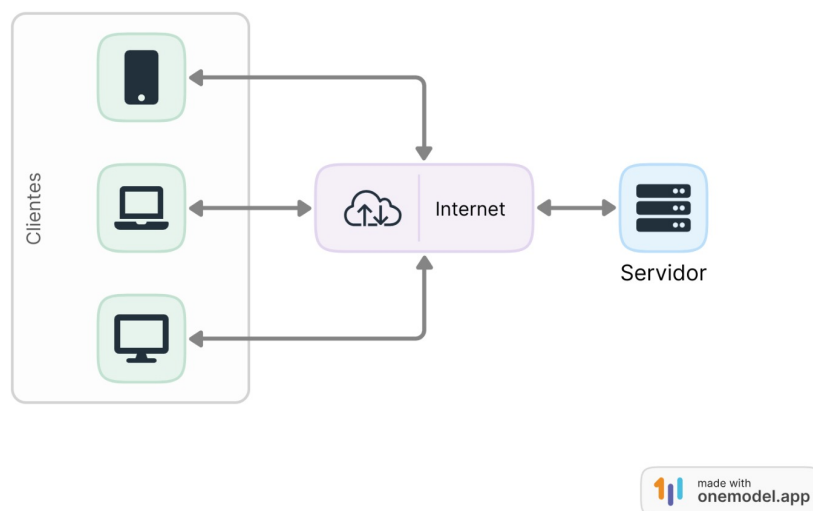 Clientes
Internet
Servidor
made with
onemodel.app